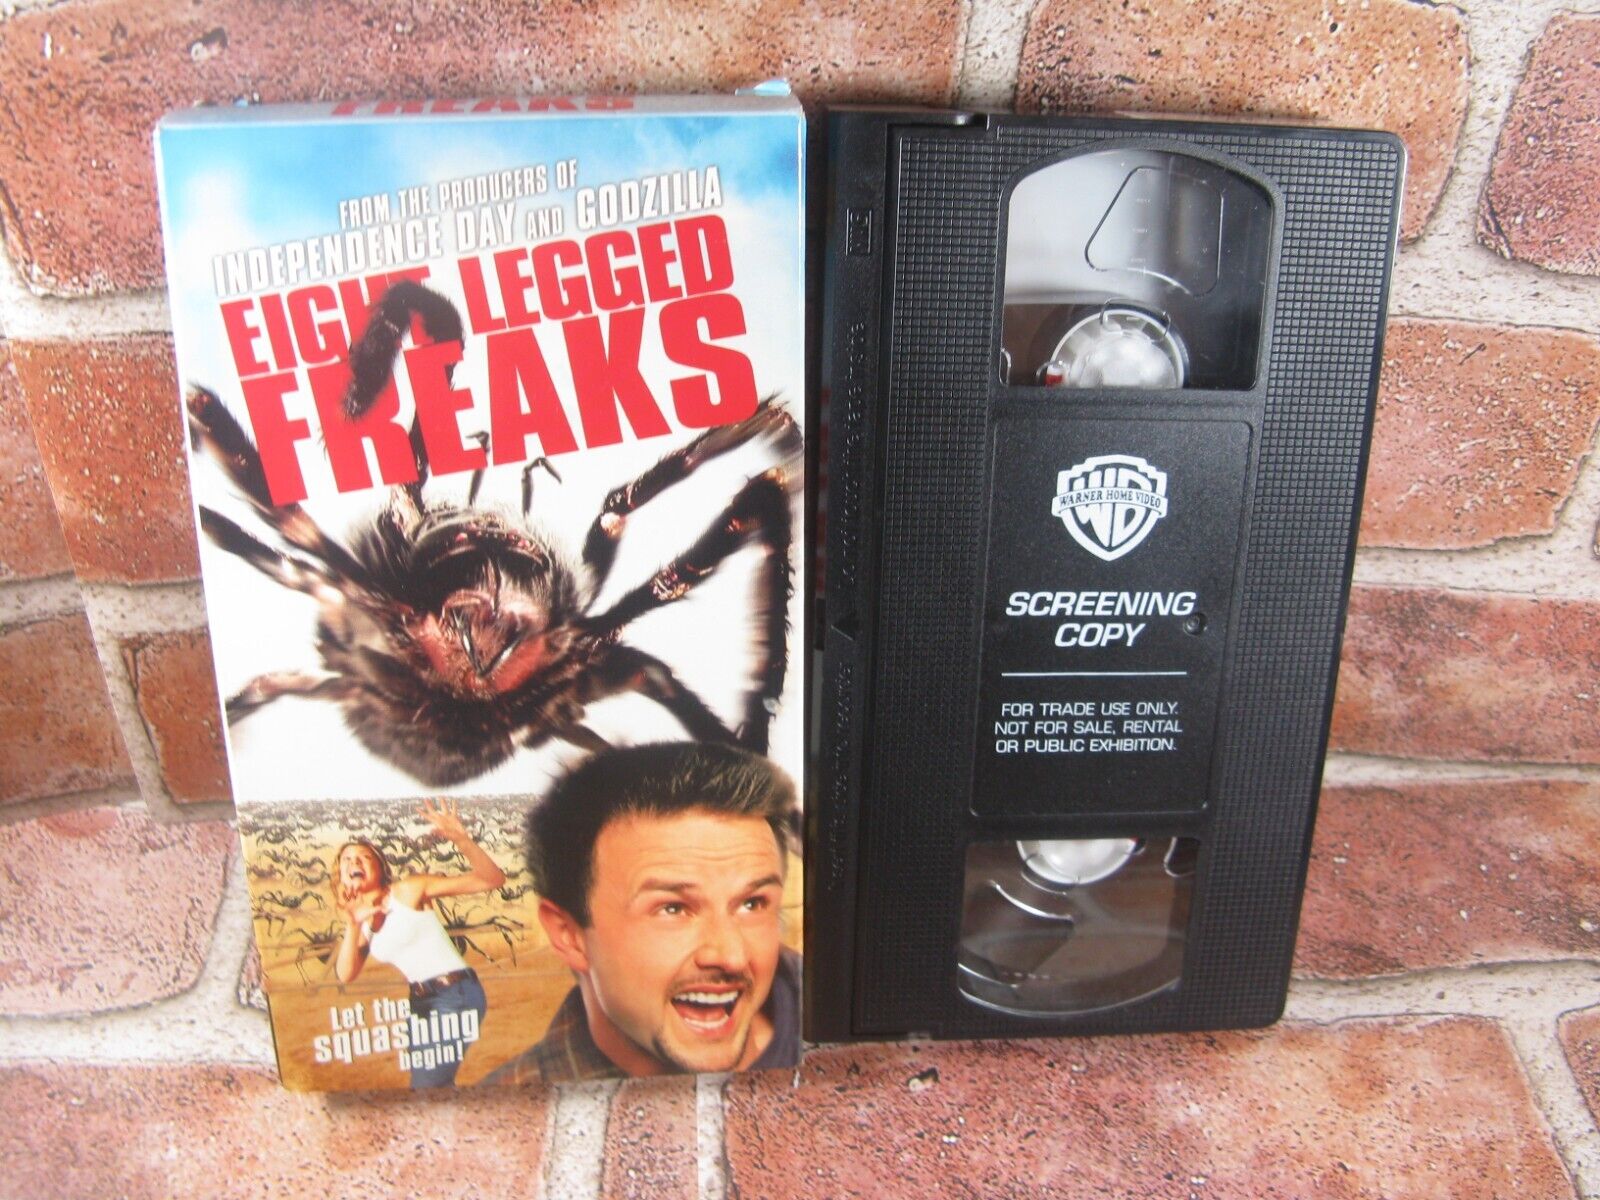 FREAKS
FROM THE PRODUCERS OF
INDEPENDENCE DAY AND GODZILLA
EIGHT LEGGED
FREAKS
Let the
squashing
begin!
WB
WARNER HOME VIDEO
SCREENING
COPY
FOR TRADE USE ONLY.
NOT FOR SALE, RENTAL
OR PUBLIC EXHIBITION.